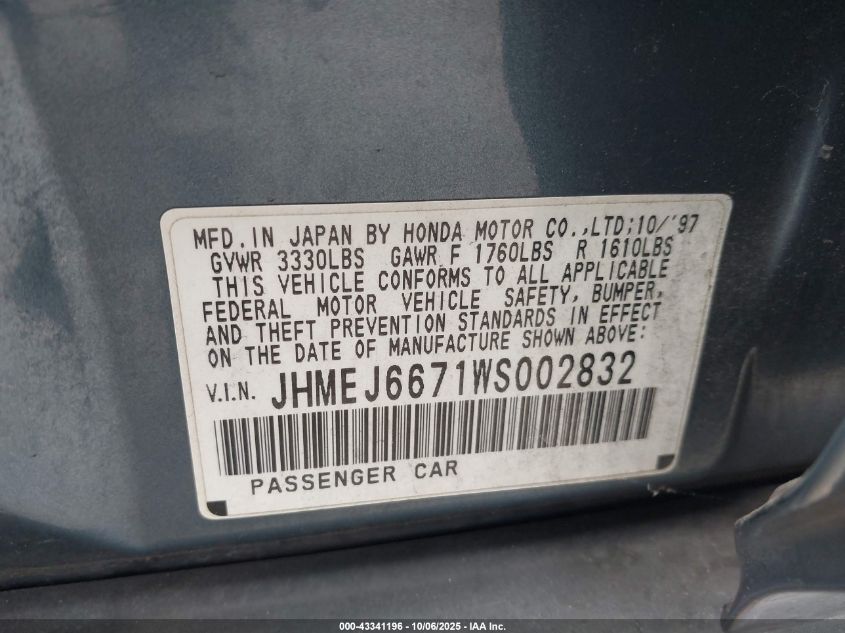 MFD.IN JAPAN BY HONDA MOTOR CO.,LTD;10/'97
GVWR 3330LBS GAWR F 1760LBS R 1610LBS
THIS VEHICLE CONFORMS TO ALL APPLICABLE
FEDERAL MOTOR VEHICLE SAFETY, BUMPER,
AND THEFT PREVENTION STANDARDS IN EFFECT
ON THE DATE OF MANUFACTURE SHOWN ABOVE:
V.I.N. JHMEJ6671WS002832
PASSENGER CAR
000-43341196 - 10/06/2025 - IAA Inc.